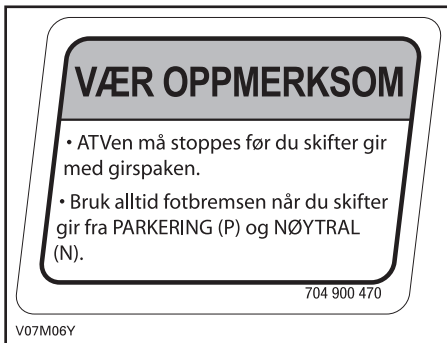 VÆR OPPMERKSOM
• ATVen må stoppes før du skifter gir
med girspaken.
• Bruk alltid fotbremsen når du skifter
gir fra PARKERING (P) og NØYTRAL
(N).
704 900 470
V07M06Y